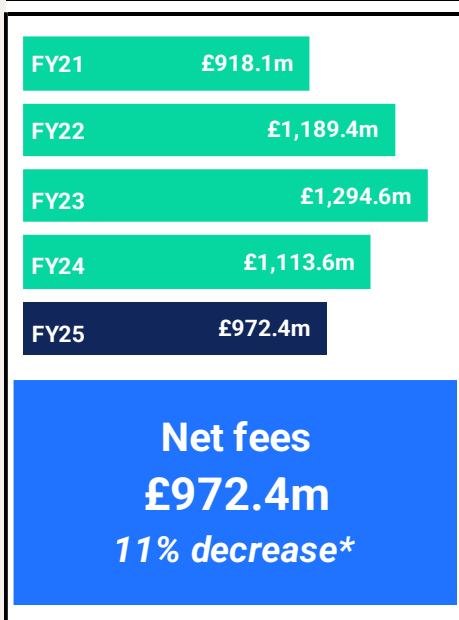 FY21 £918.1m
FY22 £1,189.4m
FY23 £1,294.6m
FY24 £1,113.6m
FY25 £972.4m
Net fees
£972.4m
11% decrease*